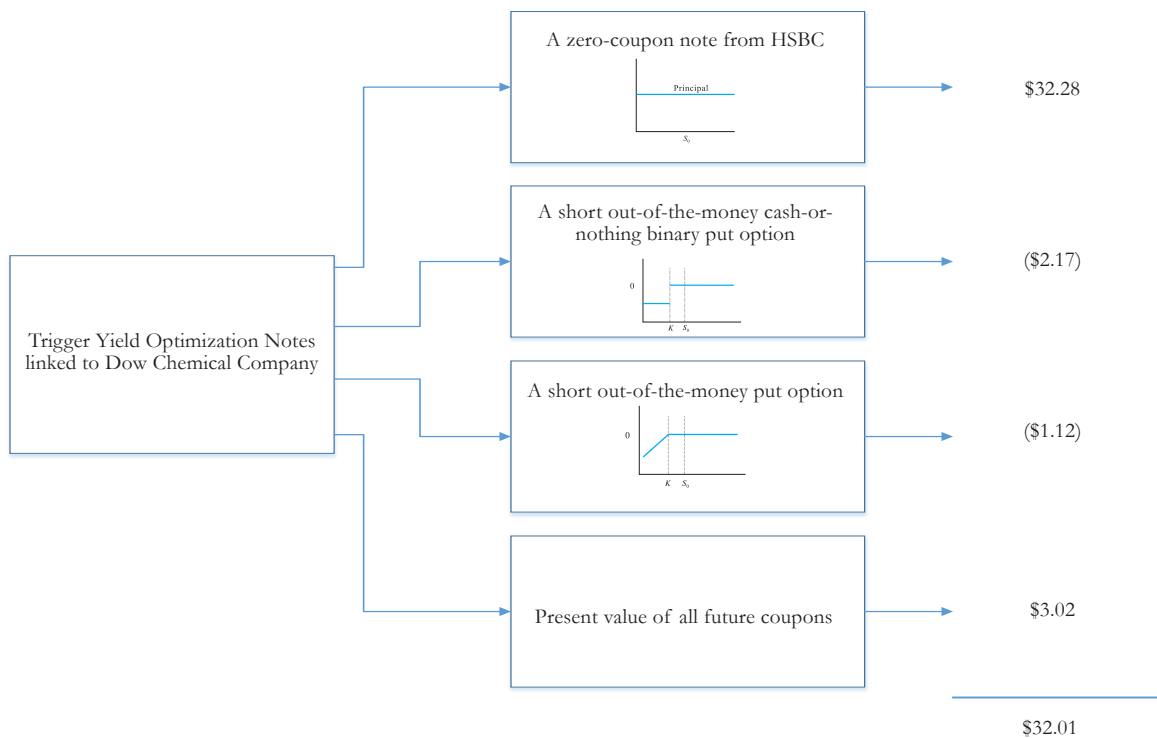 A zero-coupon note from HSBC
Principal
S₀
$32.28
A short out-of-the-money cash-or-
nothing binary put option
0
K S₀
($2.17)
Trigger Yield Optimization Notes
linked to Dow Chemical Company
A short out-of-the-money put option
0
K S₀
($1.12)
Present value of all future coupons
$3.02
$32.01